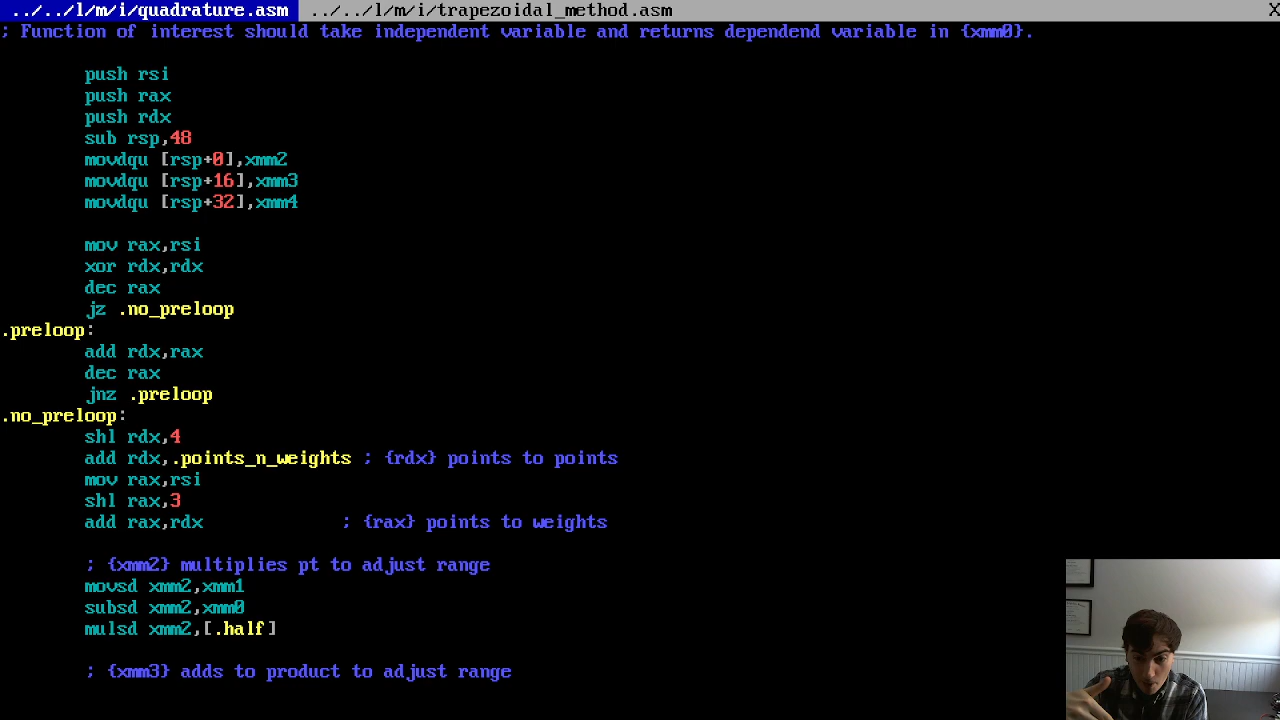 ../../l/m/i/quadrature.asm ../../l/m/i/trapezoidal_method.asm X
; Function of interest should take independent variable and returns dependend variable in {xmm0}.
push rsi
push rax
push rdx
sub rsp,48
movdqu [rsp+0],xmm2
movdqu [rsp+16],xmm3
movdqu [rsp+32],xmm4
mov rax,rsi
xor rdx,rdx
dec rax
jz .no_preloop
.preloop:
add rdx,rax
dec rax
jnz .preloop
.no_preloop:
shl rdx,4
add rdx,.points_n_weights ; {rdx} points to points
mov rax,rsi
shl rax,3
add rax,rdx ; {rax} points to weights
; {xmm2} multiplies pt to adjust range
movsd xmm2,xmm1
subsd xmm2,xmm0
mulsd xmm2,[.half]
; {xmm3} adds to product to adjust range